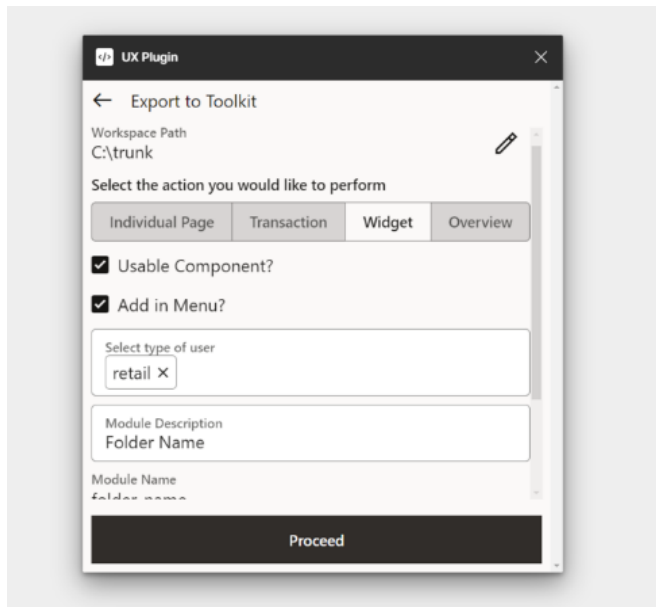 UX Plugin
Export to Toolkit
Workspace Path
C:\trunk
Select the action you would like to perform
Individual Page Transaction Widget Overview
Usable Component?
Add in Menu?
Select type of user
retail ×
Module Description
Folder Name
Module Name
folder_name
Proceed